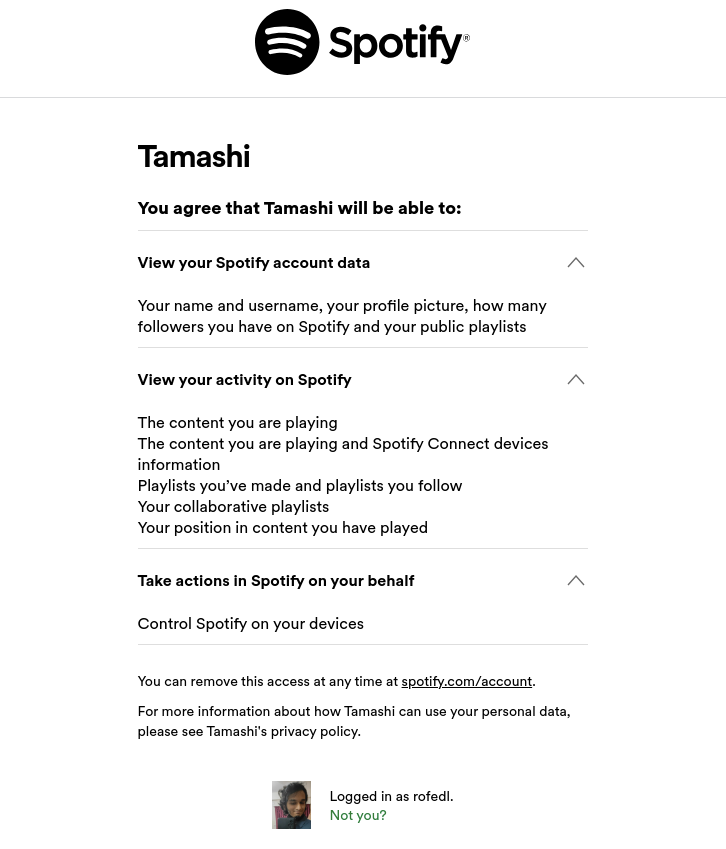 Spotify®
Tamashi
You agree that Tamashi will be able to:
View your Spotify account data
Your name and username, your profile picture, how many
followers you have on Spotify and your public playlists
View your activity on Spotify
The content you are playing
The content you are playing and Spotify Connect devices
information
Playlists you’ve made and playlists you follow
Your collaborative playlists
Your position in content you have played
Take actions in Spotify on your behalf
Control Spotify on your devices
You can remove this access at any time at spotify.com/account.
For more information about how Tamashi can use your personal data,
please see Tamashi's privacy policy.
Logged in as rofedl.
Not you?